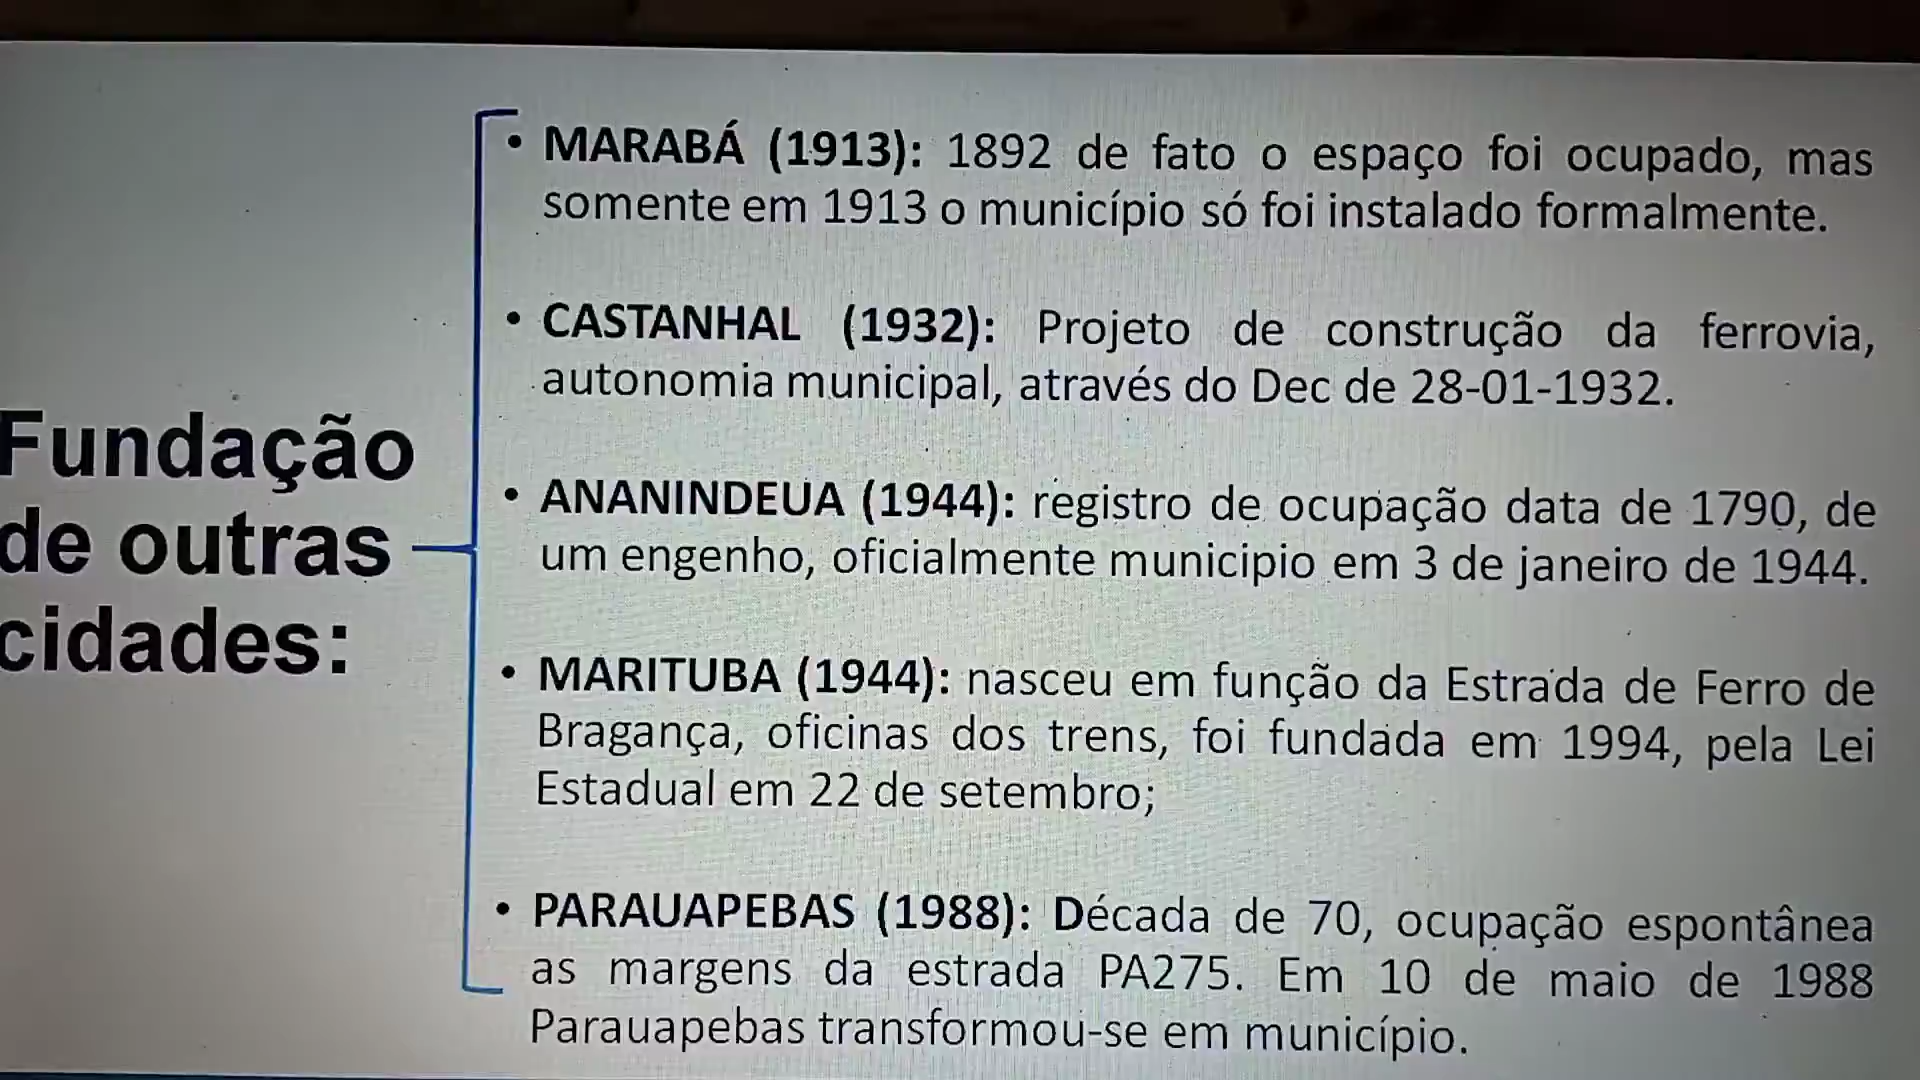 Fundação
de outras
cidades:
• MARABÁ (1913): 1892 de fato o espaço foi ocupado, mas
somente em 1913 o município só foi instalado formalmente.
• CASTANHAL (1932): Projeto de construção da ferrovia,
autonomia municipal, através do Dec de 28-01-1932.
• ANANINDEUA (1944): registro de ocupação data de 1790, de
um engenho, oficialmente municipio em 3 de janeiro de 1944.
• MARITUBA (1944): nasceu em função da Estrada de Ferro de
Bragança, oficinas dos trens, foi fundada em 1994, pela Lei
Estadual em 22 de setembro;
• PARAUAPEBAS (1988): Década de 70, ocupação espontânea
as margens da estrada PA275. Em 10 de maio de 1988
Parauapebas transformou-se em município.